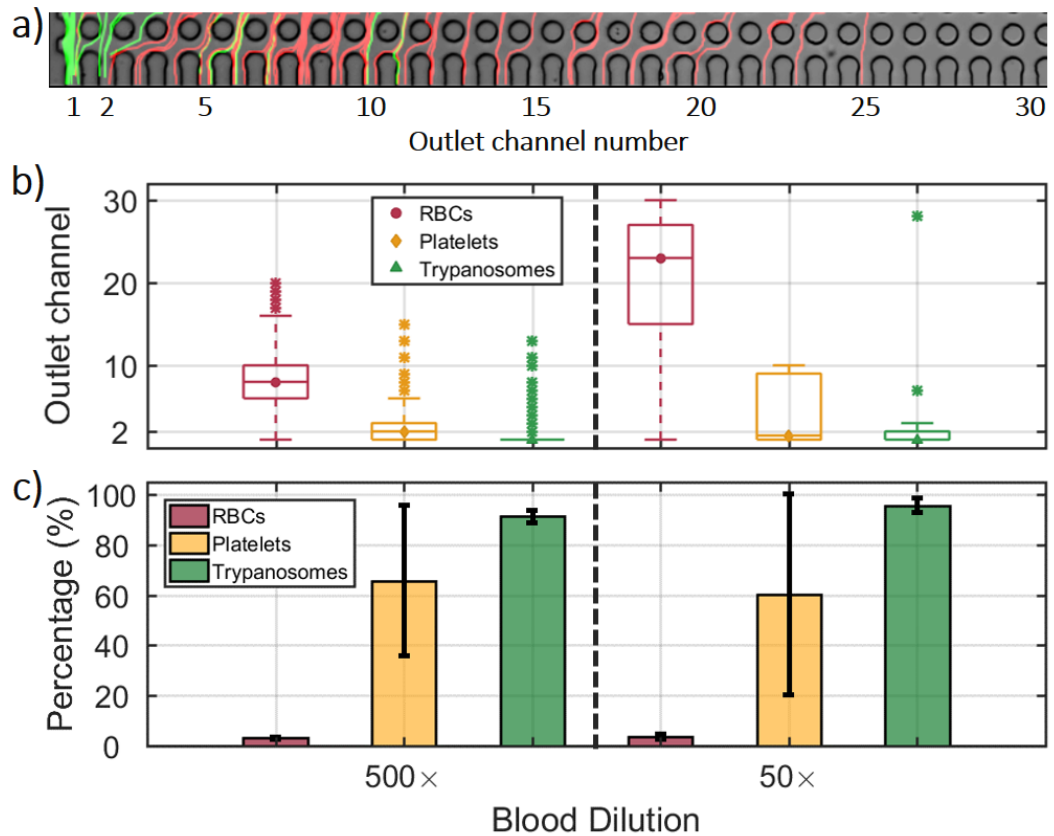 a)
1 2 5 10 15 20 25 30
Outlet channel number
b)
Outlet channel
30
20
10
2
RBCs
Platelets
Trypanosomes
c)
Percentage (%)
100
80
60
40
20
0
RBCs
Platelets
Trypanosomes
500× 50×
Blood Dilution